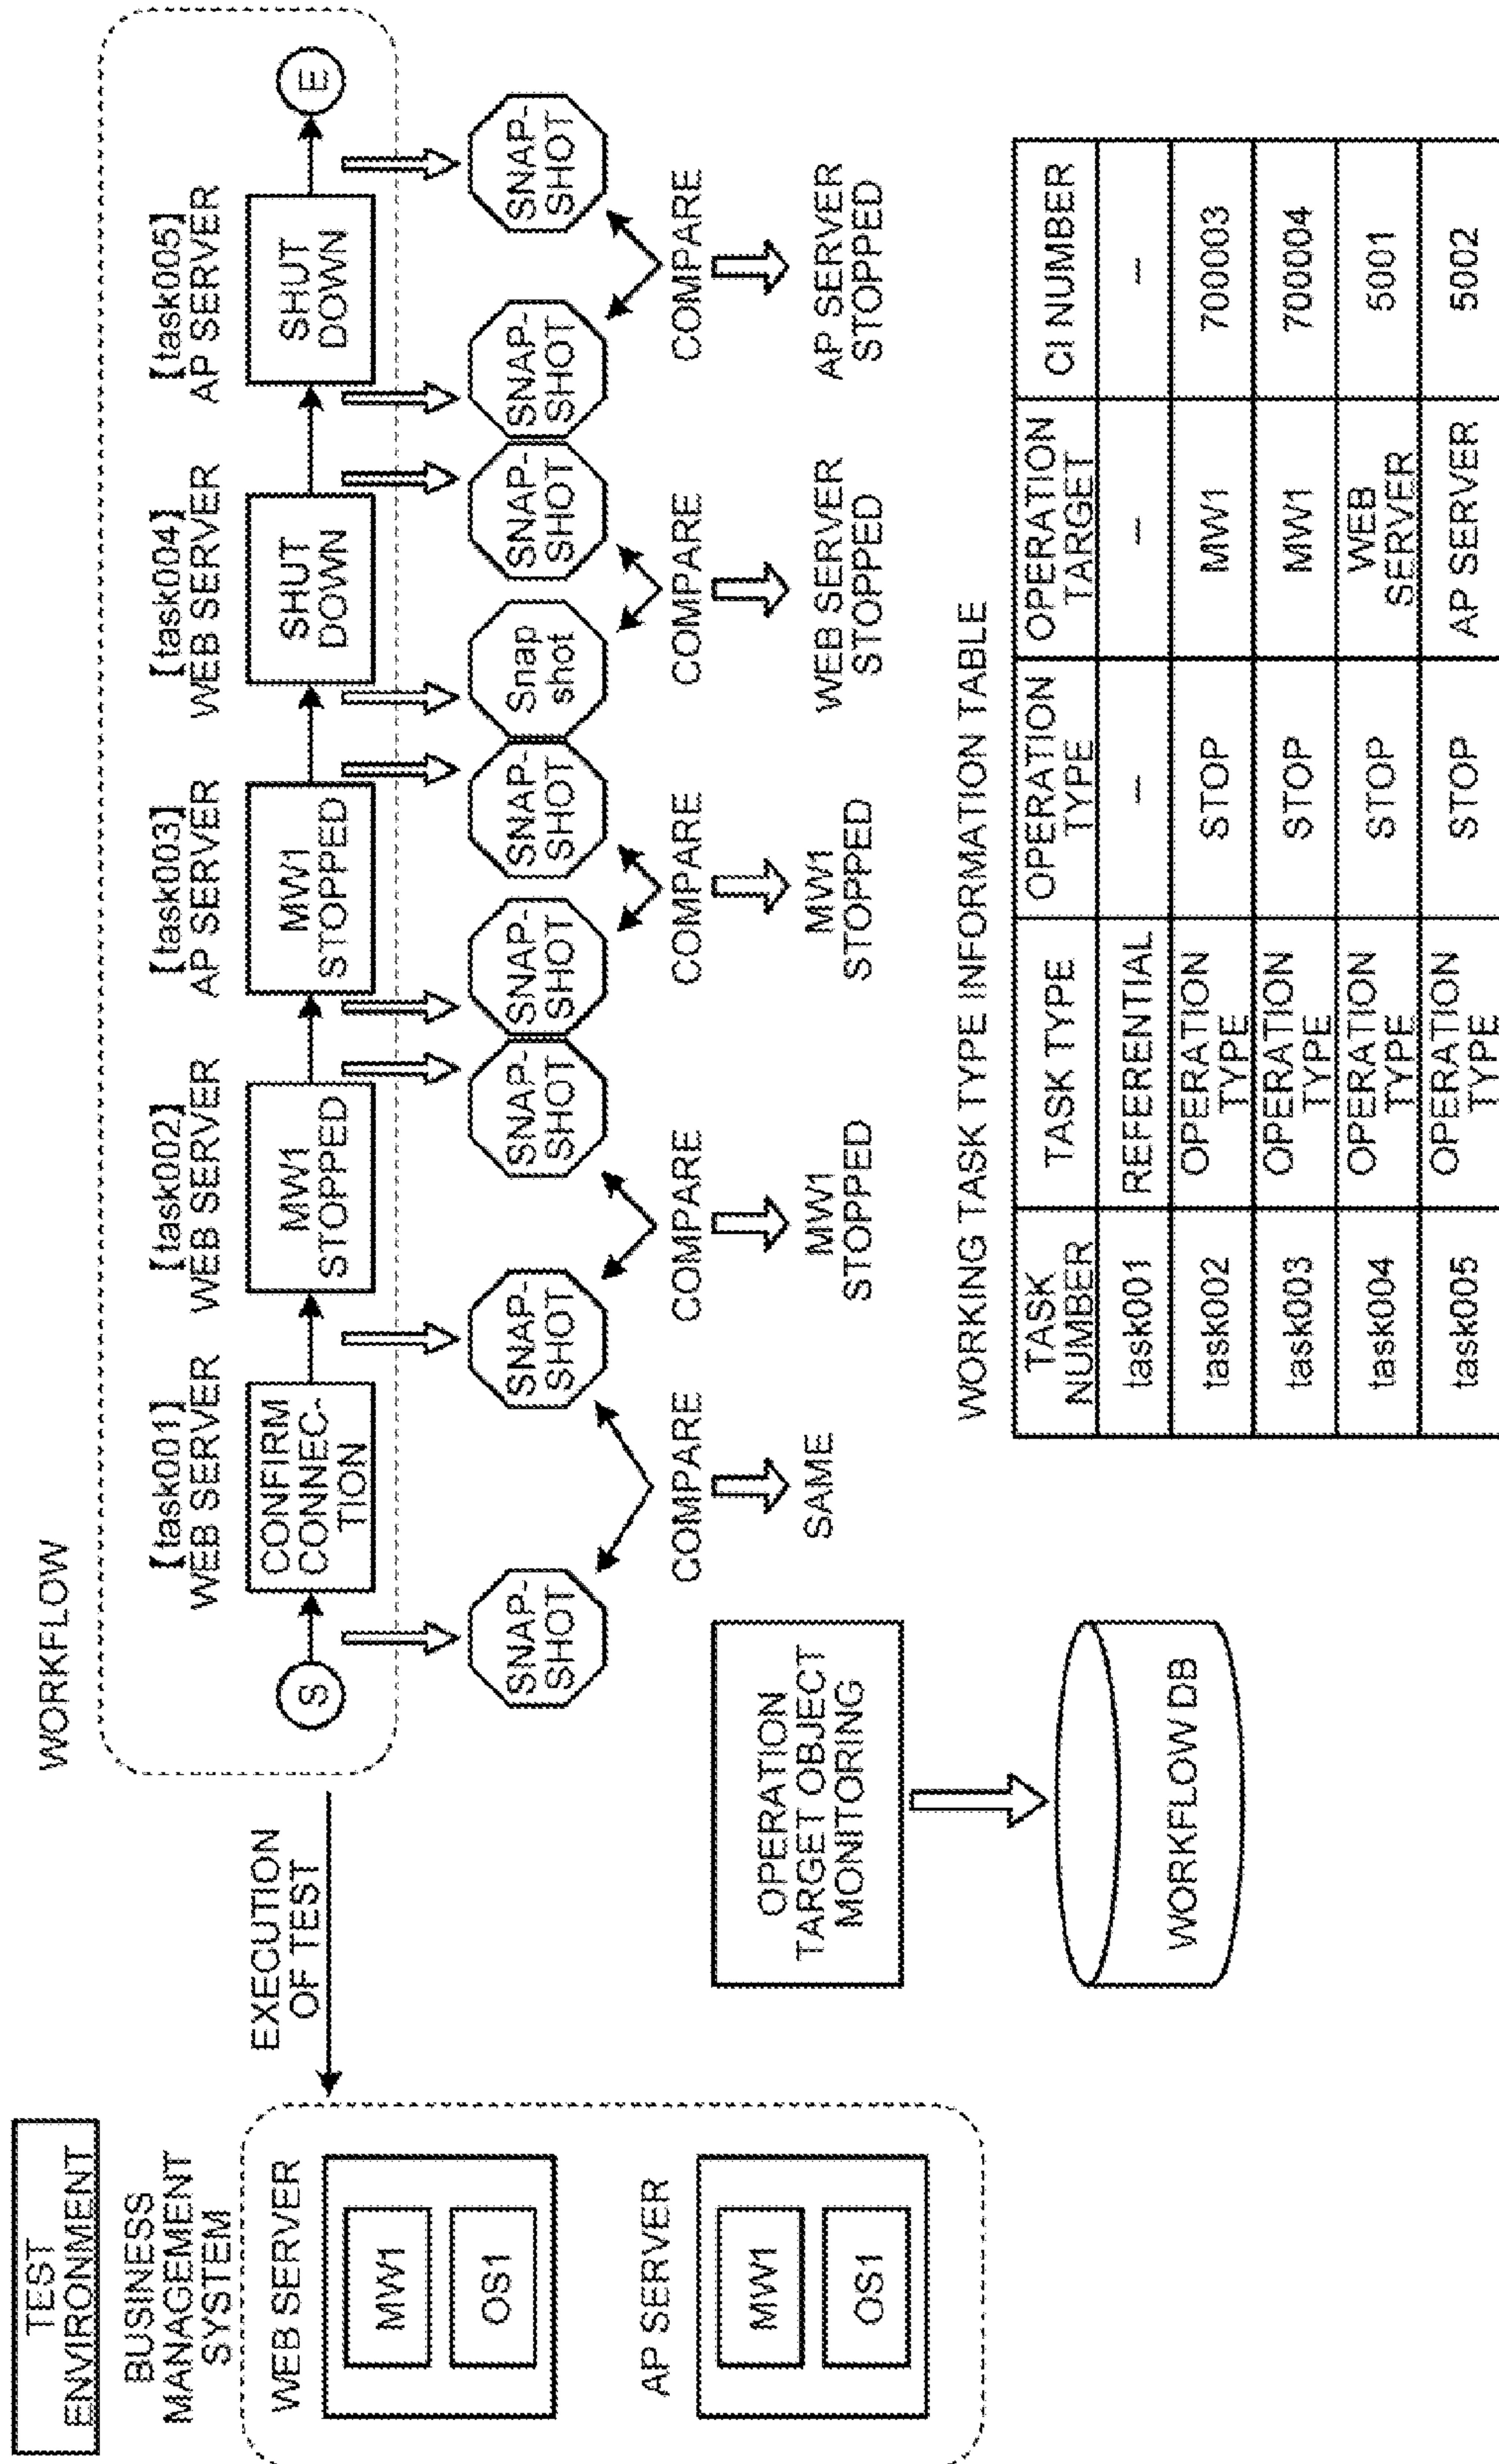 TEST
ENVIRONMENT
BUSINESS
MANAGEMENT
SYSTEM
WEB SERVER
MW1
OS1
AP SERVER
MW1
OS1
EXECUTION
OF TEST
WORKFLOW
S
【task001】
WEB SERVER
CONFIRM
CONNEC-
TION
【task002】
WEB SERVER
MW1
STOPPED
【task003】
AP SERVER
MW1
STOPPED
【task004】
WEB SERVER
SHUT
DOWN
【task005】
AP SERVER
SHUT
DOWN
E
SNAP-
SHOT
SNAP-
SHOT
SNAP-
SHOT
SNAP-
SHOT
SNAP-
SHOT
Snap
shot
SNAP-
SHOT
SNAP-
SHOT
SNAP-
SHOT
COMPARE
COMPARE
COMPARE
COMPARE
COMPARE
SAME
MW1
STOPPED
MW1
STOPPED
WEB SERVER
STOPPED
AP SERVER
STOPPED
OPERATION
TARGET OBJECT
MONITORING
WORKFLOW DB
WORKING TASK TYPE INFORMATION TABLE
TASK
NUMBER
TASK TYPE
OPERATION
TYPE
OPERATION
TARGET
CI NUMBER
task001
REFERENTIAL
—
—
—
task002
OPERATION
TYPE
STOP
MW1
700003
task003
OPERATION
TYPE
STOP
MW1
700004
task004
OPERATION
TYPE
STOP
WEB
SERVER
5001
task005
OPERATION
TYPE
STOP
AP SERVER
5002